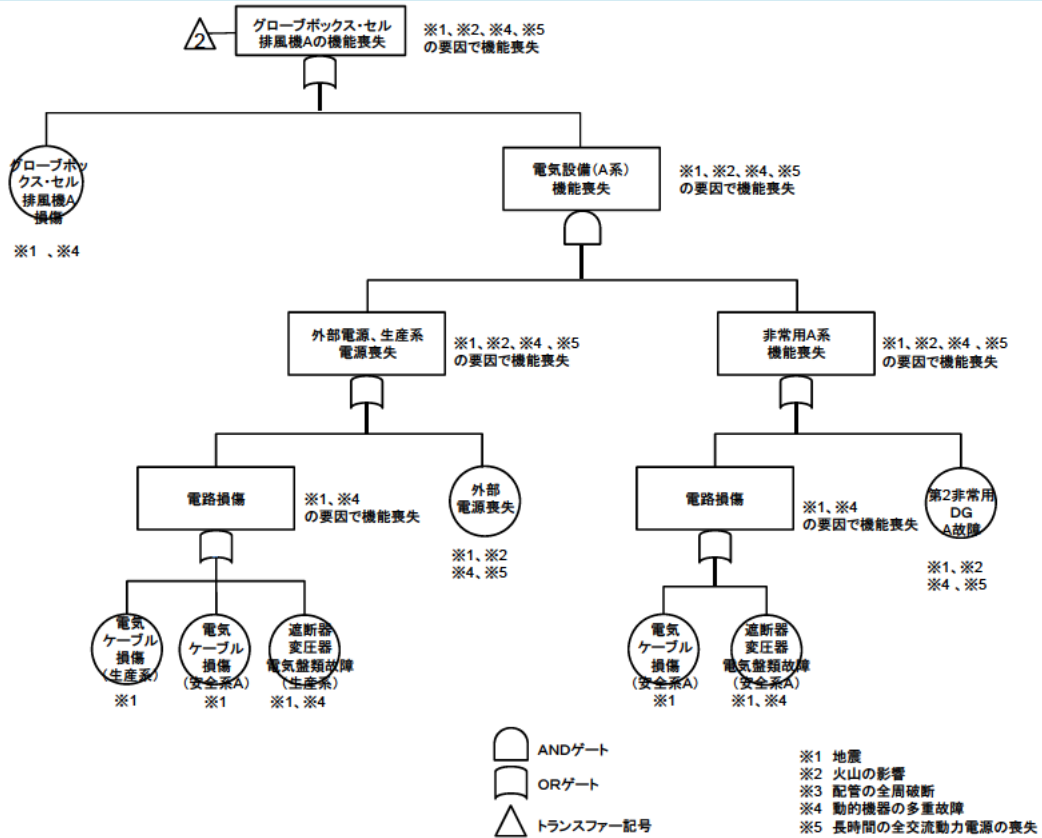 2
グローブボックス・セル
排風機Aの機能喪失
※1、※2、※4、※5
の要因で機能喪失
グローブボッ
クス・セル
排風機A
損傷
※1 、※4
電気設備(A系)
機能喪失
※1、※2、※4、※5
の要因で機能喪失
外部電源、生産系
電源喪失
※1、※2、※4 、※5
の要因で機能喪失
非常用A系
機能喪失
※1、※2、※4 、※5
の要因で機能喪失
電路損傷
※1、※4
の要因で機能喪失
外部
電源喪失
※1、※2
※4、※5
電路損傷
※1、※4
の要因で機能喪失
第2非常用
DG
A故障
※1、※2
※4 、※5
電気
ケーブル
損傷
(生産系)
※1
電気
ケーブル
損傷
(安全系A)
※1
遮断器
変圧器
電気盤類故障
(生産系)
※1、※4
電気
ケーブル
損傷
(安全系A)
※1
遮断器
変圧器
電気盤類故障
(安全系A)
※1、※4
ANDゲート
ORゲート
トランスファー記号
※1 地震
※2 火山の影響
※3 配管の全周破断
※4 動的機器の多重故障
※5 長時間の全交流動力電源の喪失